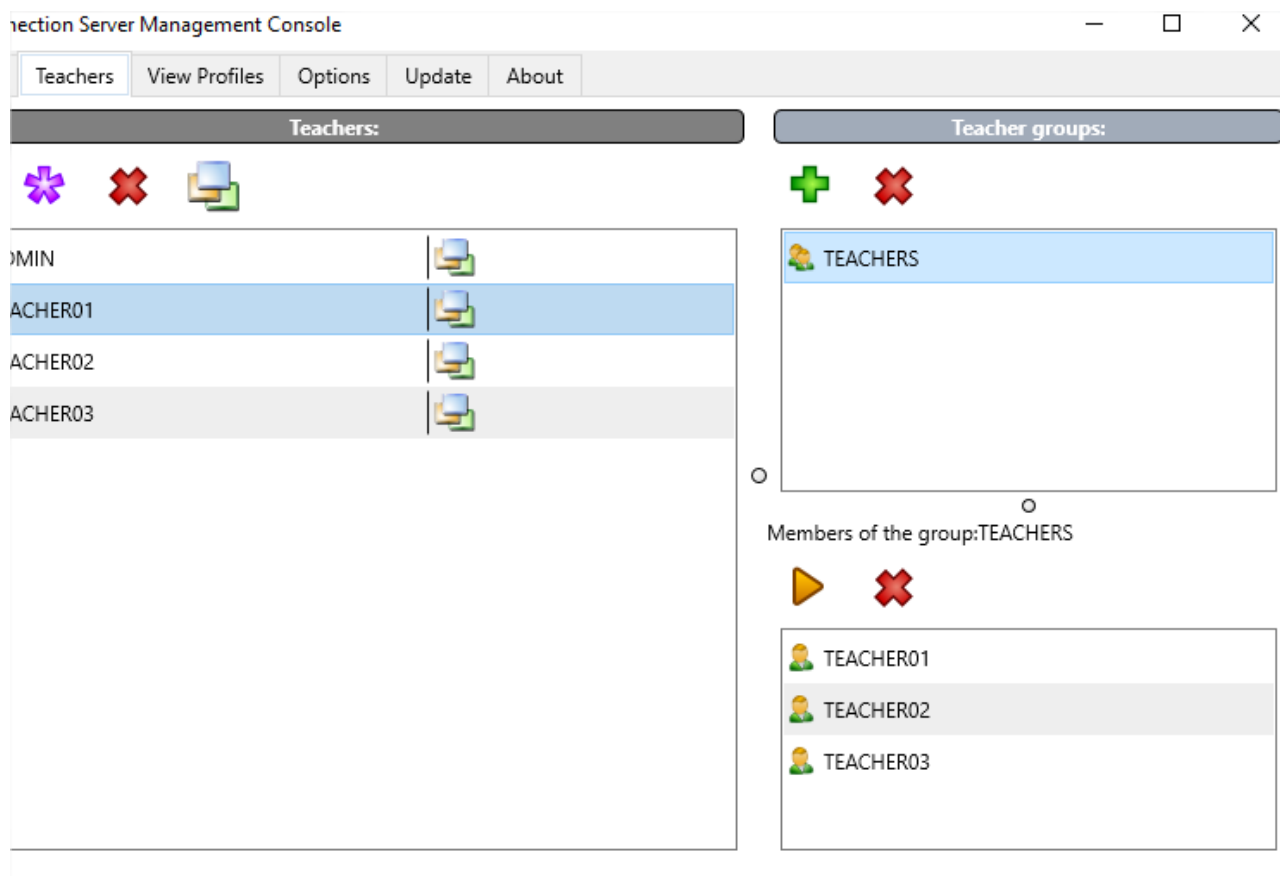 nection Server Management Console
Teachers View Profiles Options Update About
Teachers:
DMIN
ACHER01
ACHER02
ACHER03
Teacher groups:
TEACHERS
Members of the group:TEACHERS
TEACHER01
TEACHER02
TEACHER03